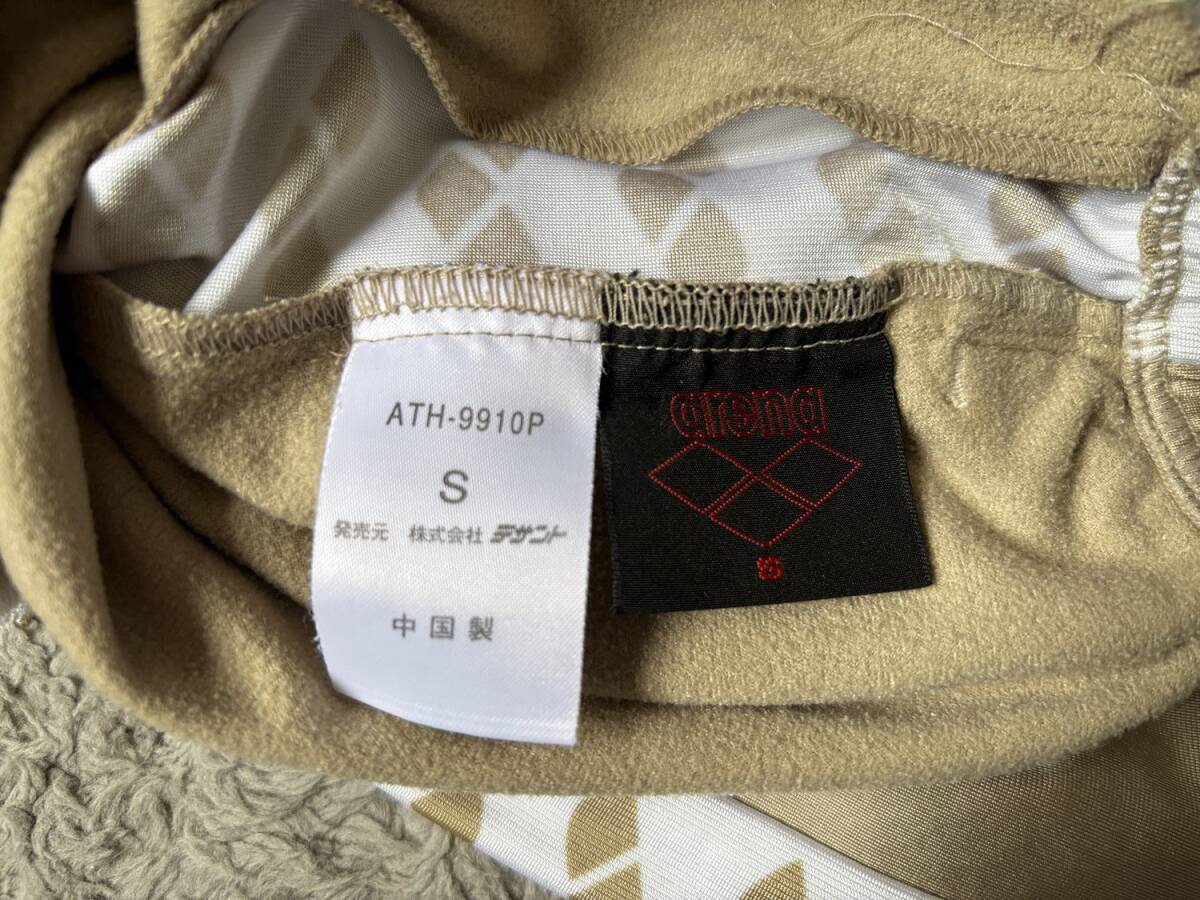 ATH-9910P
S
発売元 株式会社 デサント
中国製
arena
S